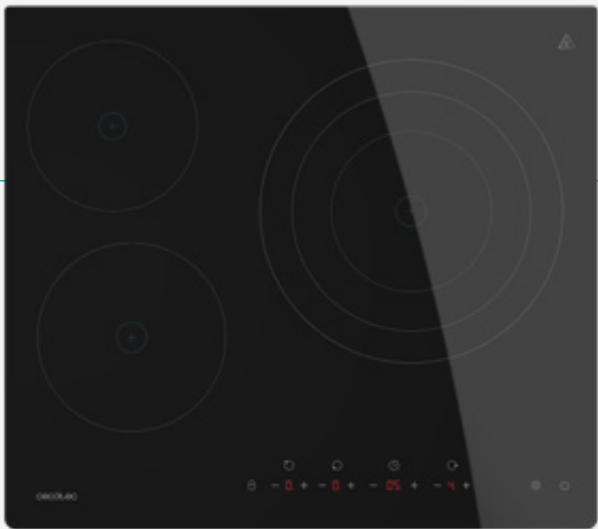 - 0. + - 0. + - 05. + - 4 +
cecotec